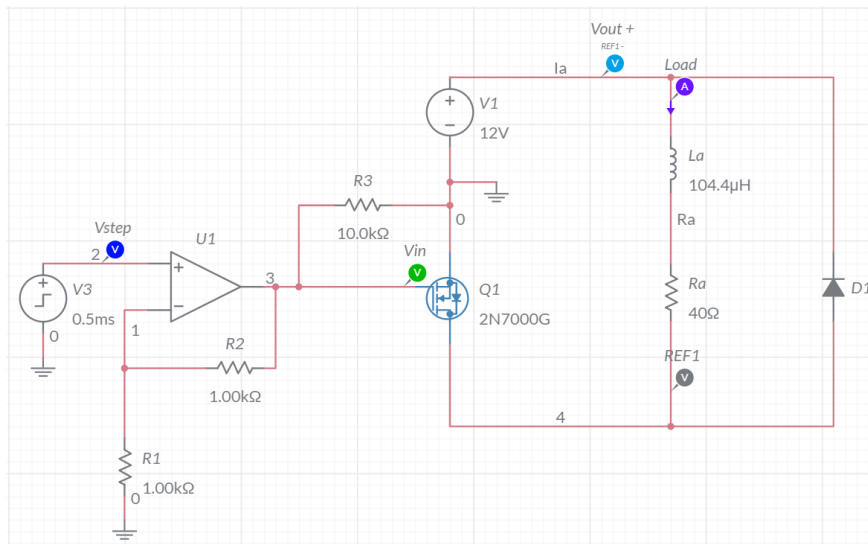 Vout +
REF1-
V
Ia
Load
A
V1
12V
La
104.4µH
R3
10.0kΩ
0
Ra
Vstep
V
2
U1
Vin
V
3
Q1
2N7000G
Ra
40Ω
D1
V3
0.5ms
0
1
R2
1.00kΩ
REF1
V
4
R1
1.00kΩ
0